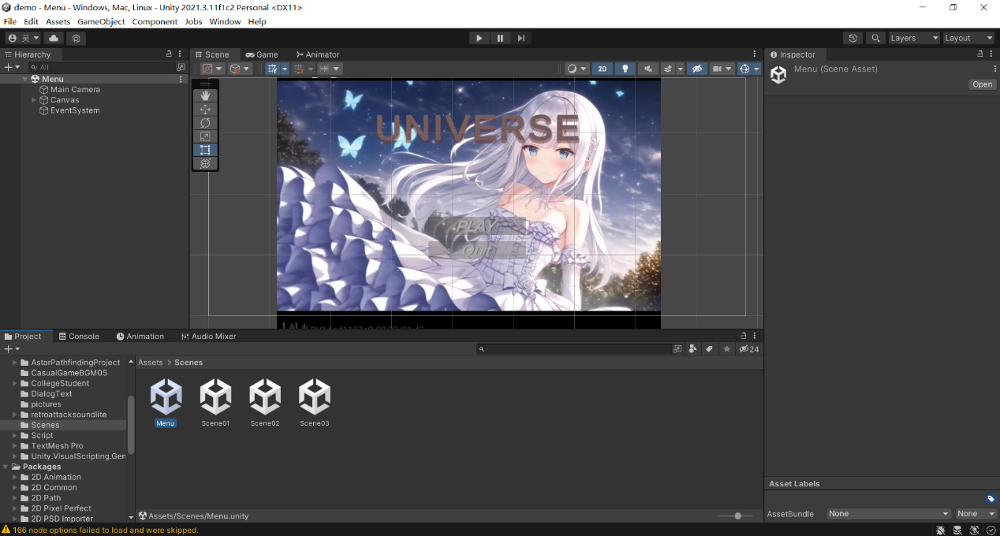 demo - Menu - Windows, Mac, Linux - Unity 2021.3.11f1c2 Personal <DX11>
File Edit Assets GameObject Component Jobs Window Help
Layers Layout
Hierarchy
All
Menu
Main Camera
Canvas
EventSystem
Scene Game Animator
2D
UNIVERSE
PLAY
Quit
Inspector
Menu (Scene Asset)
Open
Project Console Animation Audio Mixer
24
AstarPathfindingProject
CasualGameBGM05
CollegeStudent
DialogText
pictures
retroattacksoundlite
Scenes
Script
TextMesh Pro
Unity.VisualScripting.Gen
Packages
2D Animation
2D Common
2D Path
2D Pixel Perfect
2D PSD Importer
Assets > Scenes
Menu Scene01 Scene02 Scene03
Assets/Scenes/Menu.unity
Asset Labels
AssetBundle None None
166 node options failed to load and were skipped.